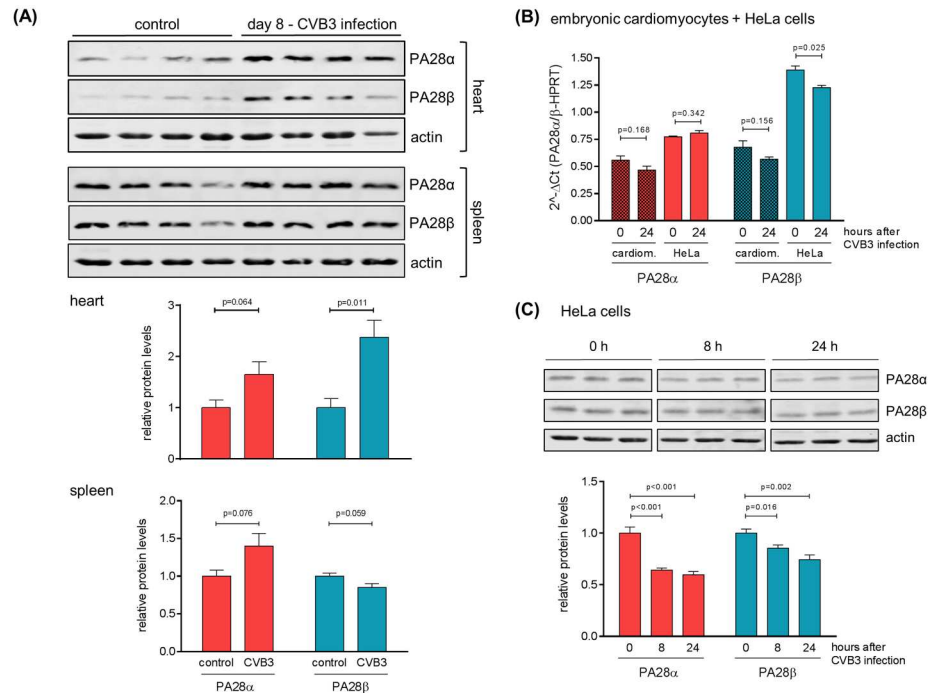 (A)
control
day 8 - CVB3 infection
PA28α
PA28β
actin
heart
PA28α
PA28β
actin
spleen
heart
relative protein levels
3
2
1
0
p=0.064
p=0.011
spleen
relative protein levels
2.0
1.5
1.0
0.5
0.0
p=0.076
p=0.059
control CVB3 control CVB3
PA28α PA28β
(B) embryonic cardiomyocytes + HeLa cells
2^-ΔCt (PA28α/β-HPRT)
1.50
1.25
1.00
0.75
0.50
0.25
0.00
p=0.168
p=0.342
p=0.156
p=0.025
0 24 0 24 0 24 0 24 hours after
CVB3 infection
cardiom. HeLa cardiom. HeLa
PA28α PA28β
(C) HeLa cells
0 h 8 h 24 h
PA28α
PA28β
actin
relative protein levels
1.5
1.0
0.5
0.0
p<0.001
p<0.001
p=0.002
p=0.016
0 8 24 0 8 24 hours after
CVB3 infection
PA28α PA28β